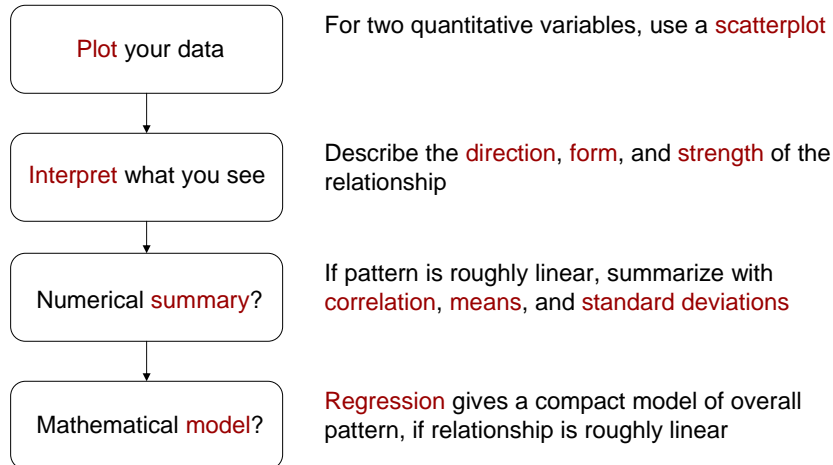 Plot your data
For two quantitative variables, use a scatterplot
Interpret what you see
Describe the direction, form, and strength of the
relationship
Numerical summary?
If pattern is roughly linear, summarize with
correlation, means, and standard deviations
Mathematical model?
Regression gives a compact model of overall
pattern, if relationship is roughly linear